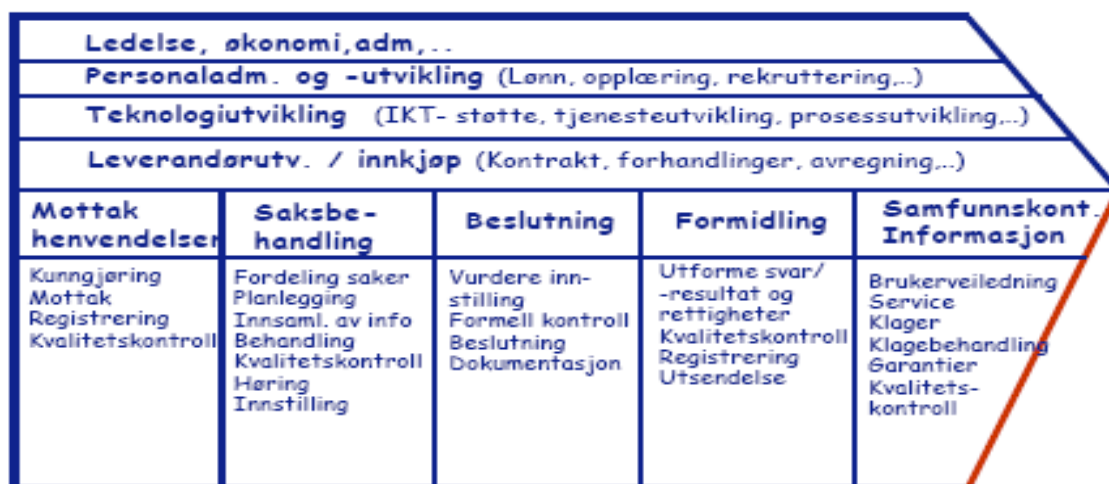 Ledelse, økonomi,adm,..
Personaladm. og -utvikling (Lønn, opplæring, rekruttering,..)
Teknologiutvikling (IKT- støtte, tjenesteutvikling, prosessutvikling,..)
Leverandørutv. / innkjøp (Kontrakt, forhandlinger, avregning,..)
Mottak
henvendelser
Kunngjøring
Mottak
Registrering
Kvalitetskontroll
Saksbe-
handling
Fordeling saker
Planlegging
Innsaml. av info
Behandling
Kvalitetskontroll
Høring
Innstilling
Beslutning
Vurdere inn-
stilling
Formell kontroll
Beslutning
Dokumentasjon
Formidling
Utforme svar/
-resultat og
rettigheter
Kvalitetskontroll
Registrering
Utsendelse
Samfunnskont.
Informasjon
Brukerveiledning
Service
Klager
Klagebehandling
Garantier
Kvalitets-
kontroll